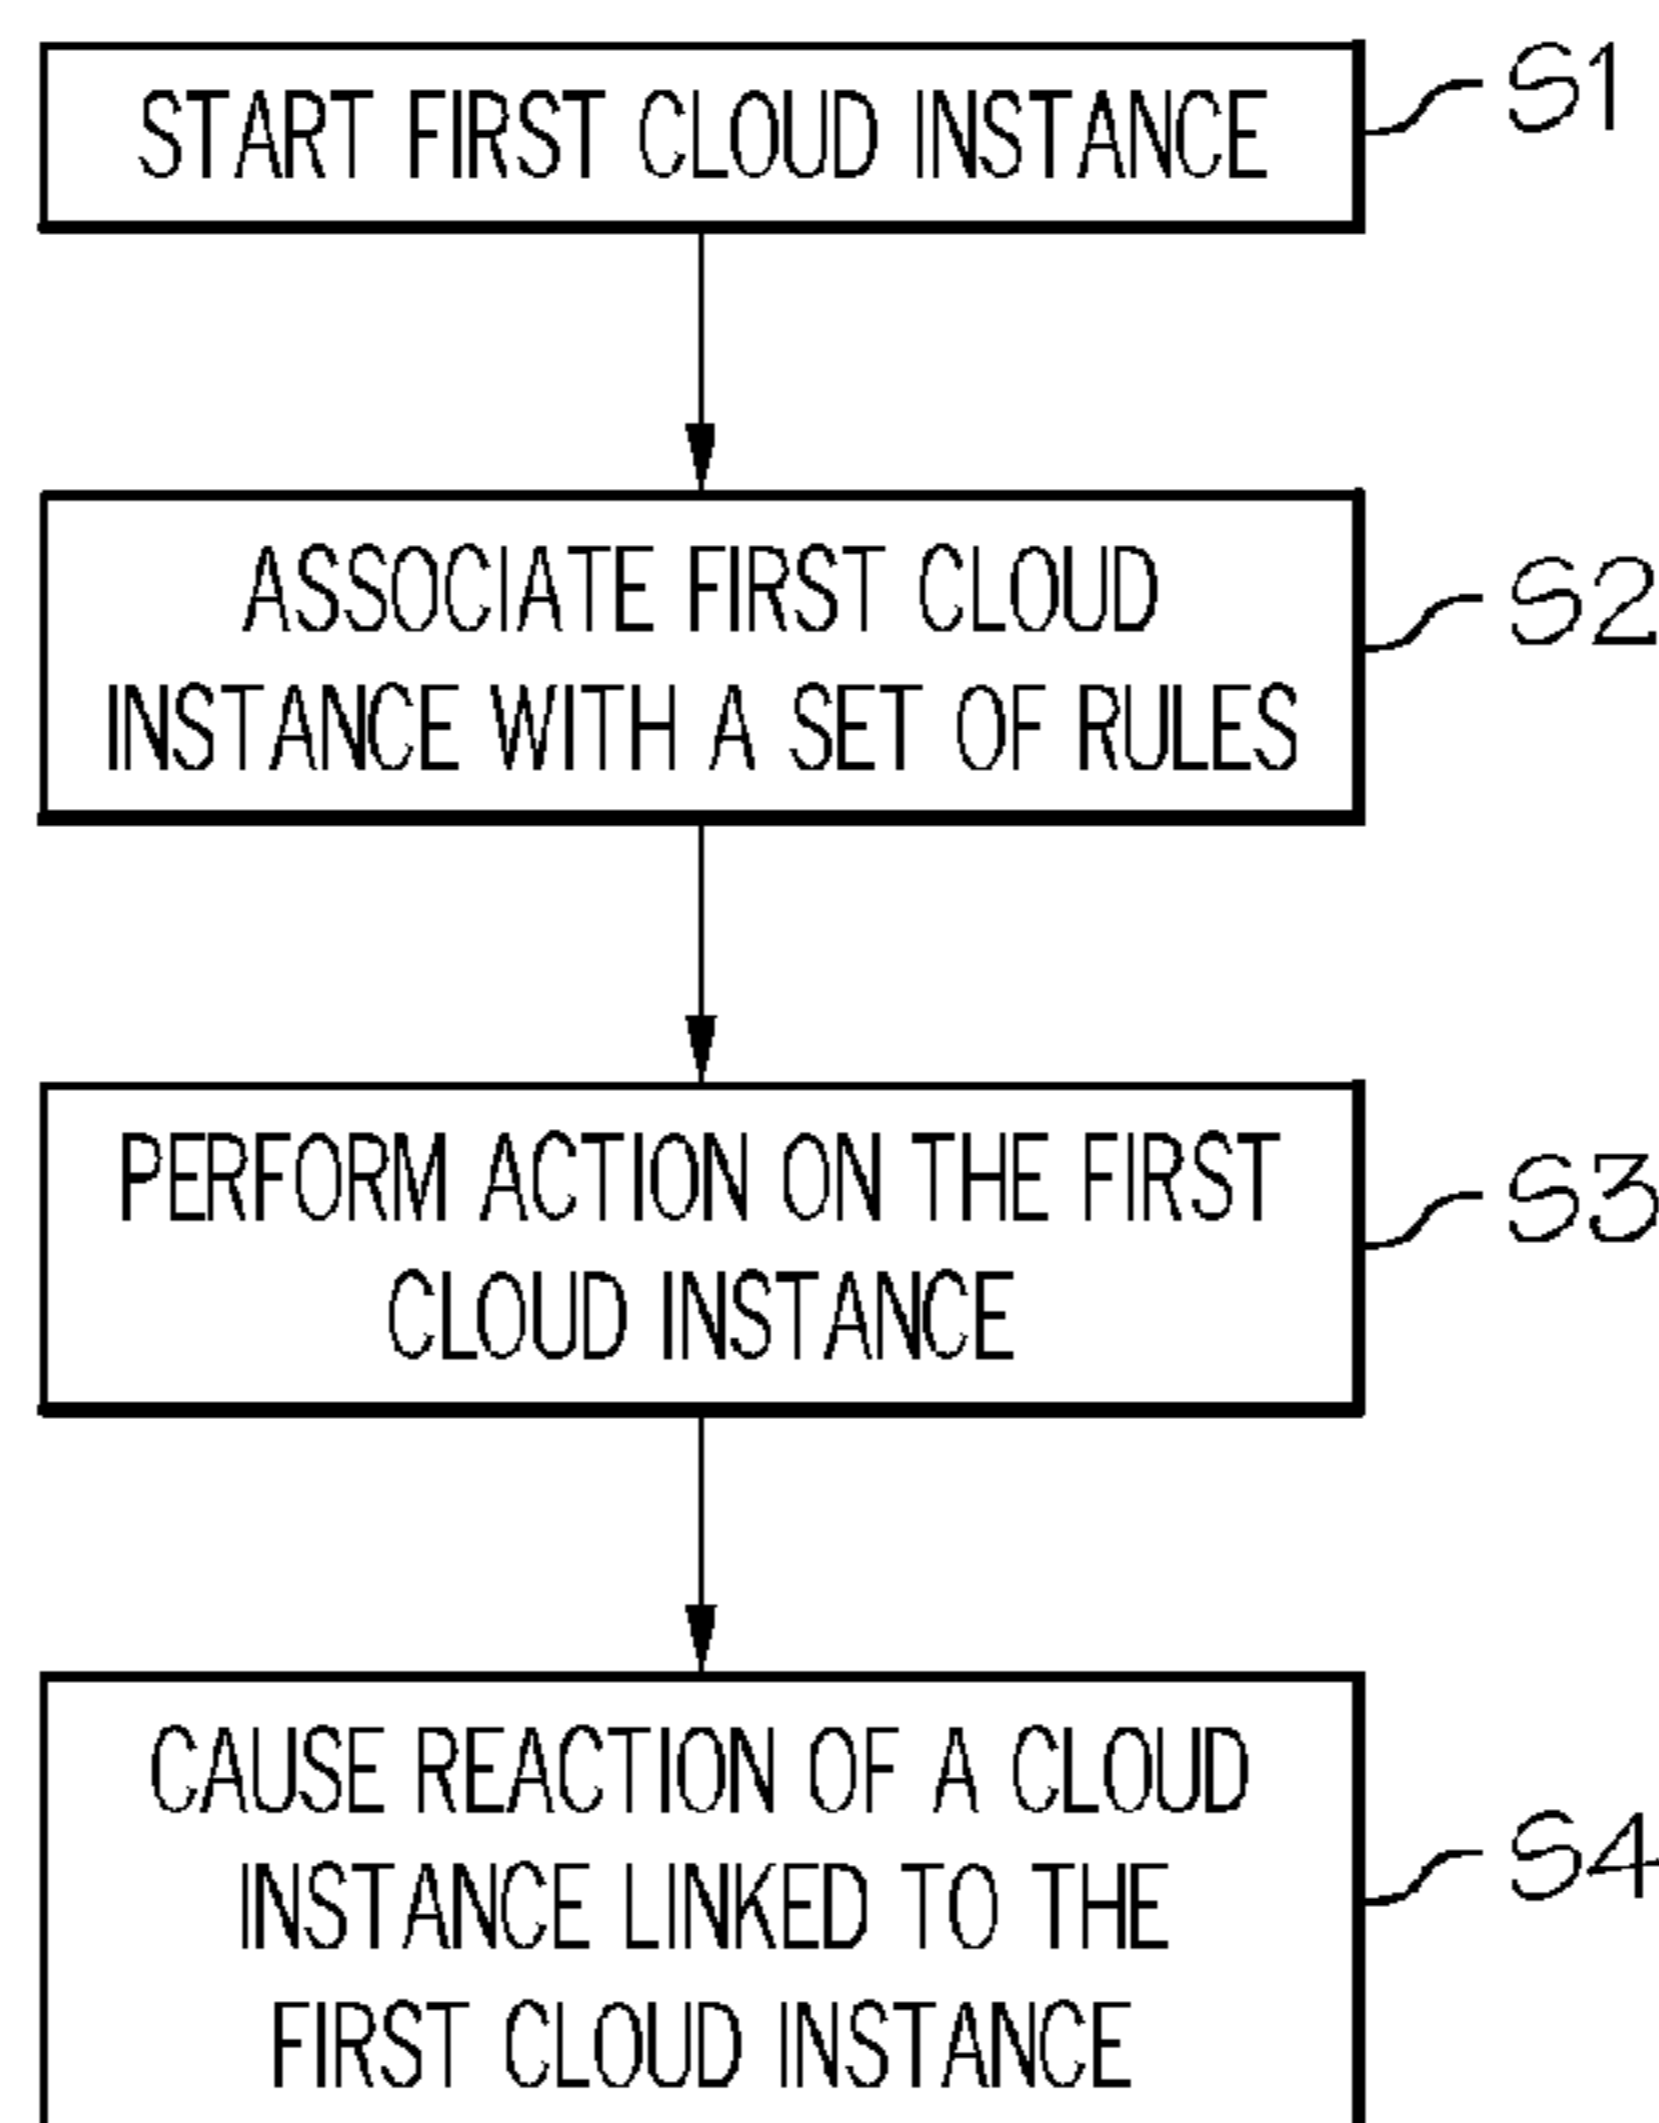 START FIRST CLOUD INSTANCE
S1
ASSOCIATE FIRST CLOUD
INSTANCE WITH A SET OF RULES
S2
PERFORM ACTION ON THE FIRST
CLOUD INSTANCE
S3
CAUSE REACTION OF A CLOUD
INSTANCE LINKED TO THE
FIRST CLOUD INSTANCE
S4